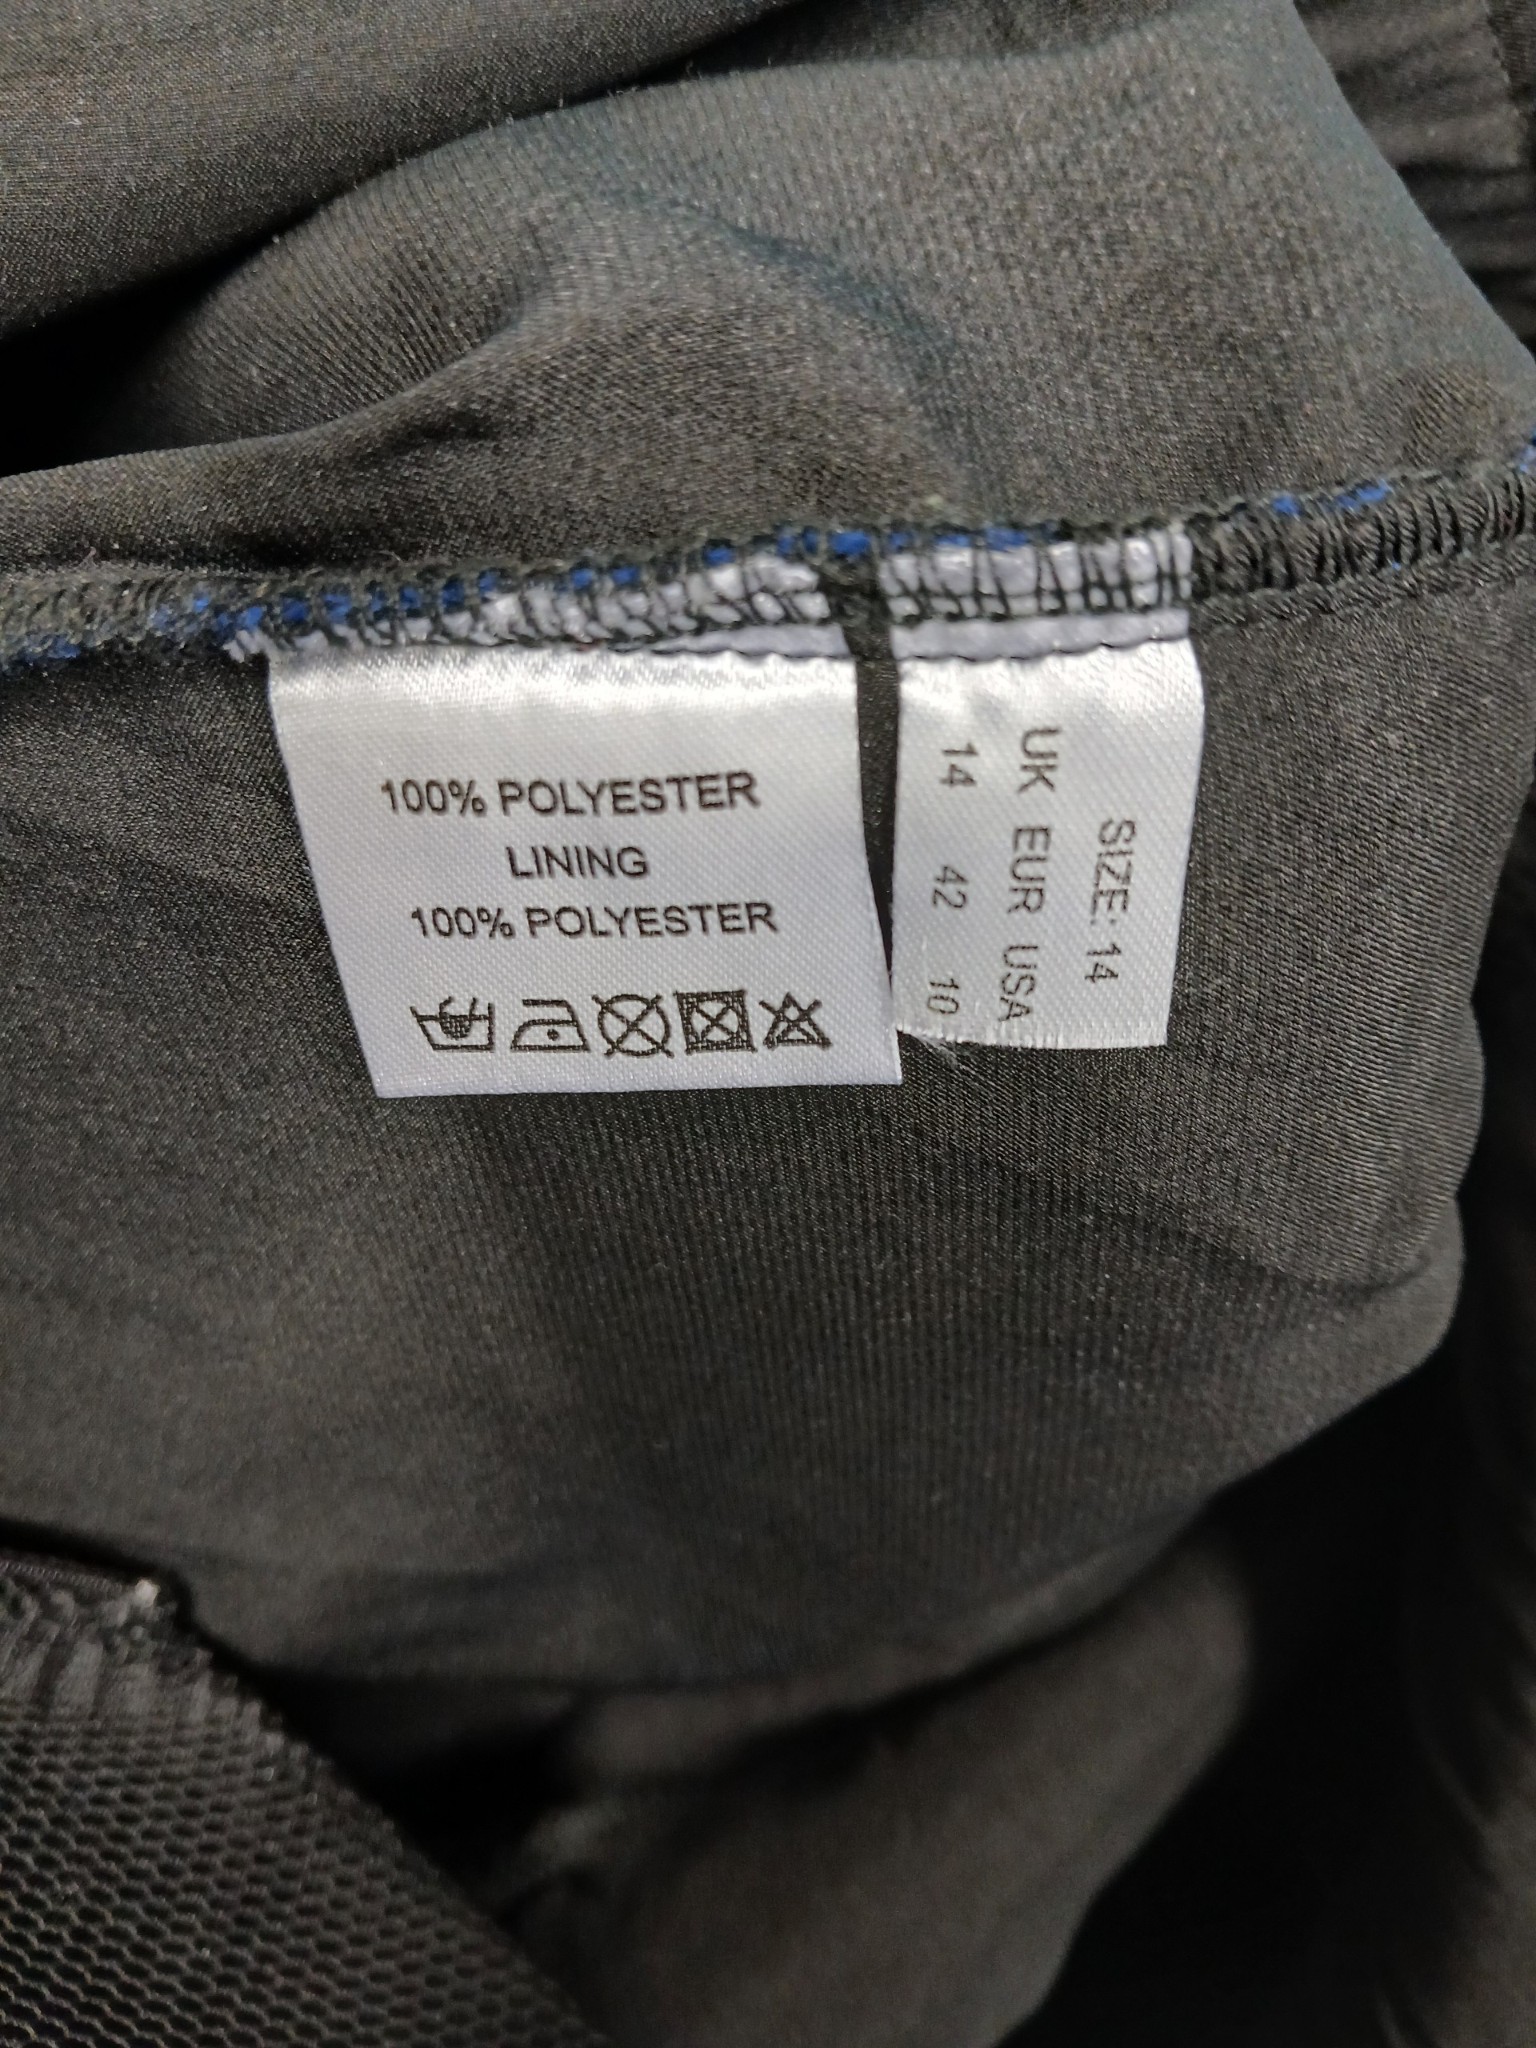 100% POLYESTER
LINING
100% POLYESTER
SIZE: 14
UK EUR USA
14 42 10